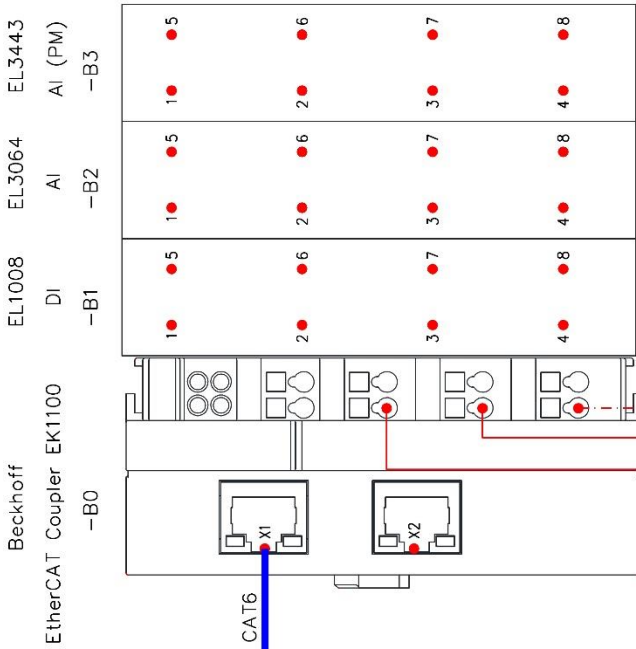 Beckhoff
EtherCAT Coupler EK1100
-B0
EL1008
DI
-B1
EL3064
AI
-B2
EL3443
AI (PM)
-B3
1 5
2 6
3 7
4 8
1 5
2 6
3 7
4 8
1 5
2 6
3 7
4 8
X1
X2
CAT6